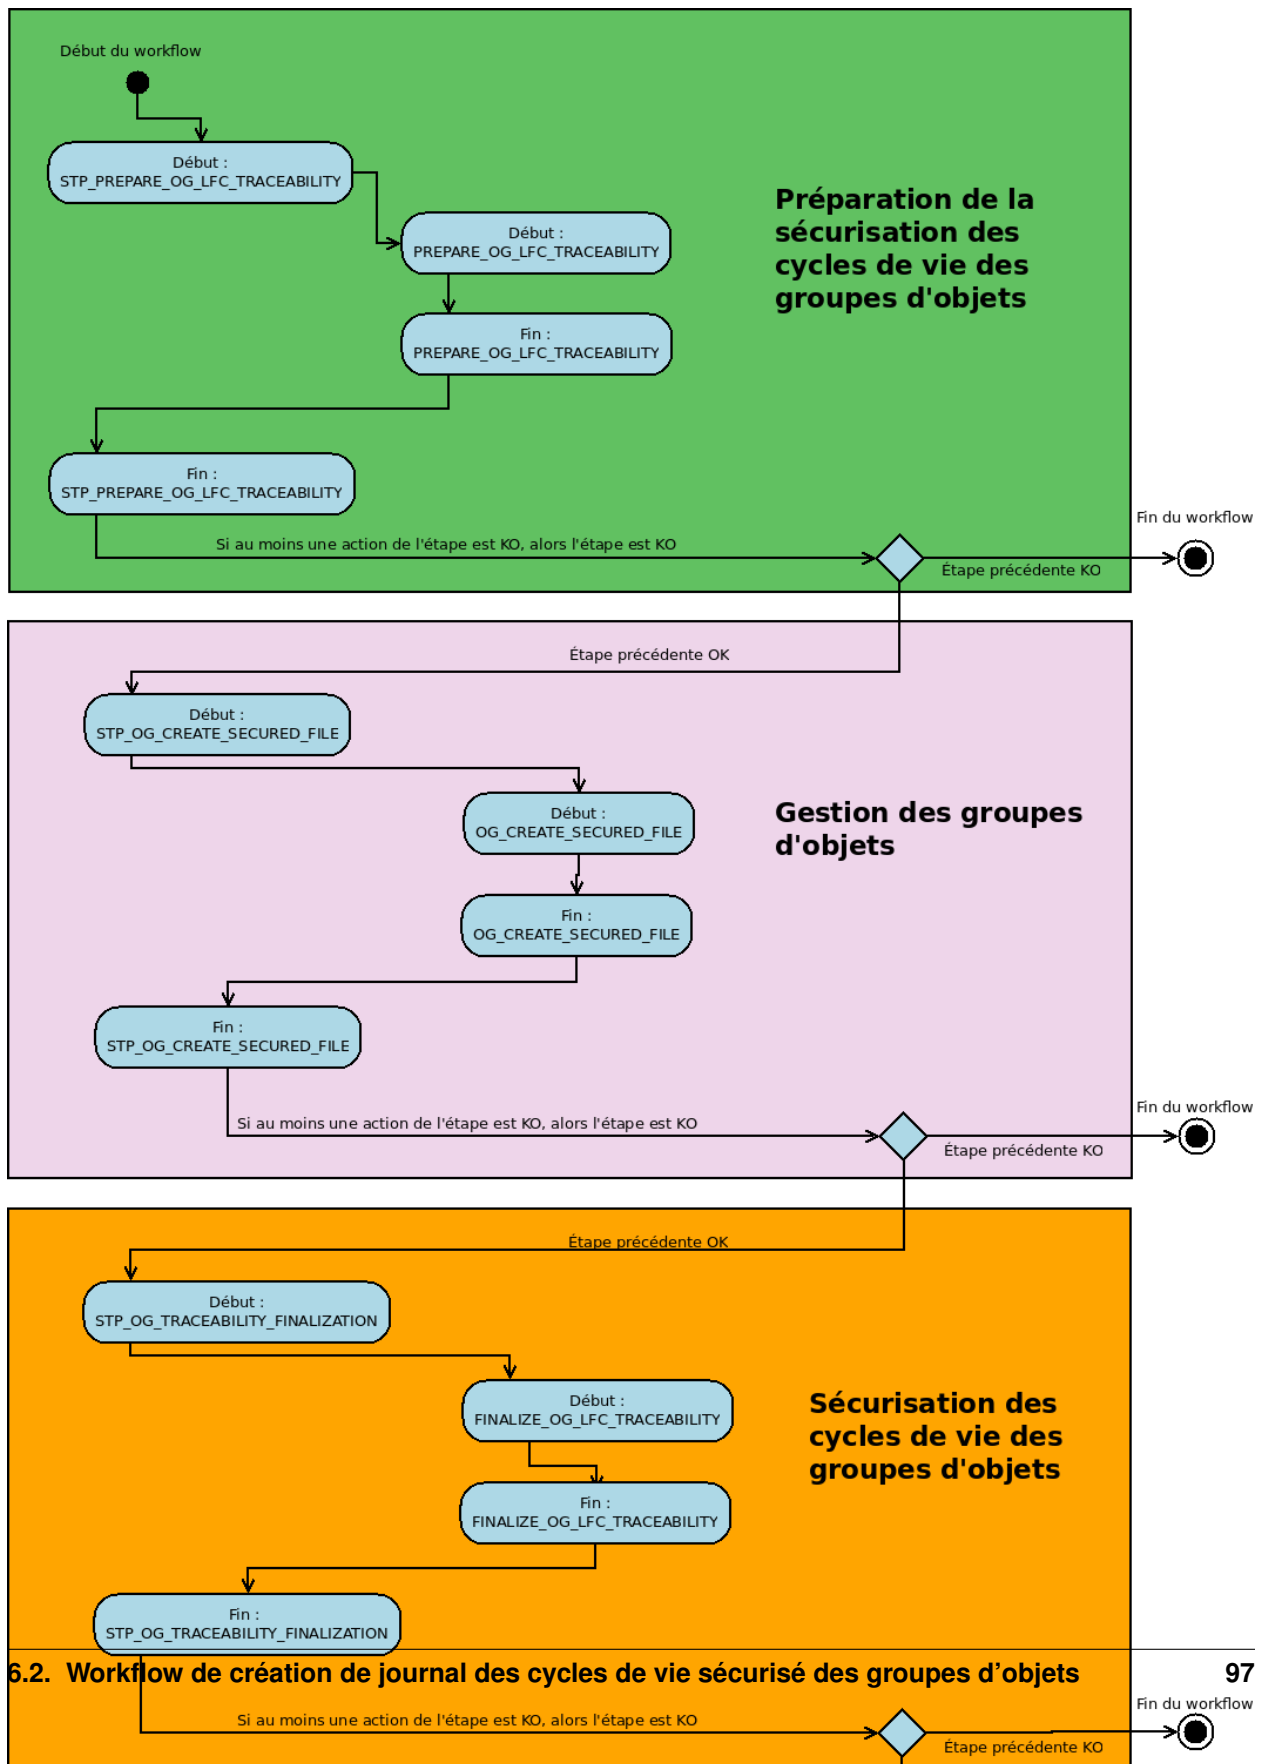 Début du workflow
Début :
STP_PREPARE_OG_LFC_TRACEABILITY
Début :
PREPARE_OG_LFC_TRACEABILITY
Préparation de la
sécurisation des
cycles de vie des
groupes d'objets
Fin :
PREPARE_OG_LFC_TRACEABILITY
Fin :
STP_PREPARE_OG_LFC_TRACEABILITY
Fin du workflow
Si au moins une action de l'étape est KO, alors l'étape est KO
Étape précédente KO
Étape précédente OK
Début :
STP_OG_CREATE_SECURED_FILE
Début :
OG_CREATE_SECURED_FILE
Gestion des groupes
d'objets
Fin :
OG_CREATE_SECURED_FILE
Fin :
STP_OG_CREATE_SECURED_FILE
Fin du workflow
Si au moins une action de l'étape est KO, alors l'étape est KO
Étape précédente KO
Étape précédente OK
Début :
STP_OG_TRACEABILITY_FINALIZATION
Début :
FINALIZE_OG_LFC_TRACEABILITY
Sécurisation des
cycles de vie des
groupes d'objets
Fin :
FINALIZE_OG_LFC_TRACEABILITY
Fin :
STP_OG_TRACEABILITY_FINALIZATION
6.2. Workflow de création de journal des cycles de vie sécurisé des groupes d’objets 97
Fin du workflow
Si au moins une action de l'étape est KO, alors l'étape est KO
Étape précédente KO